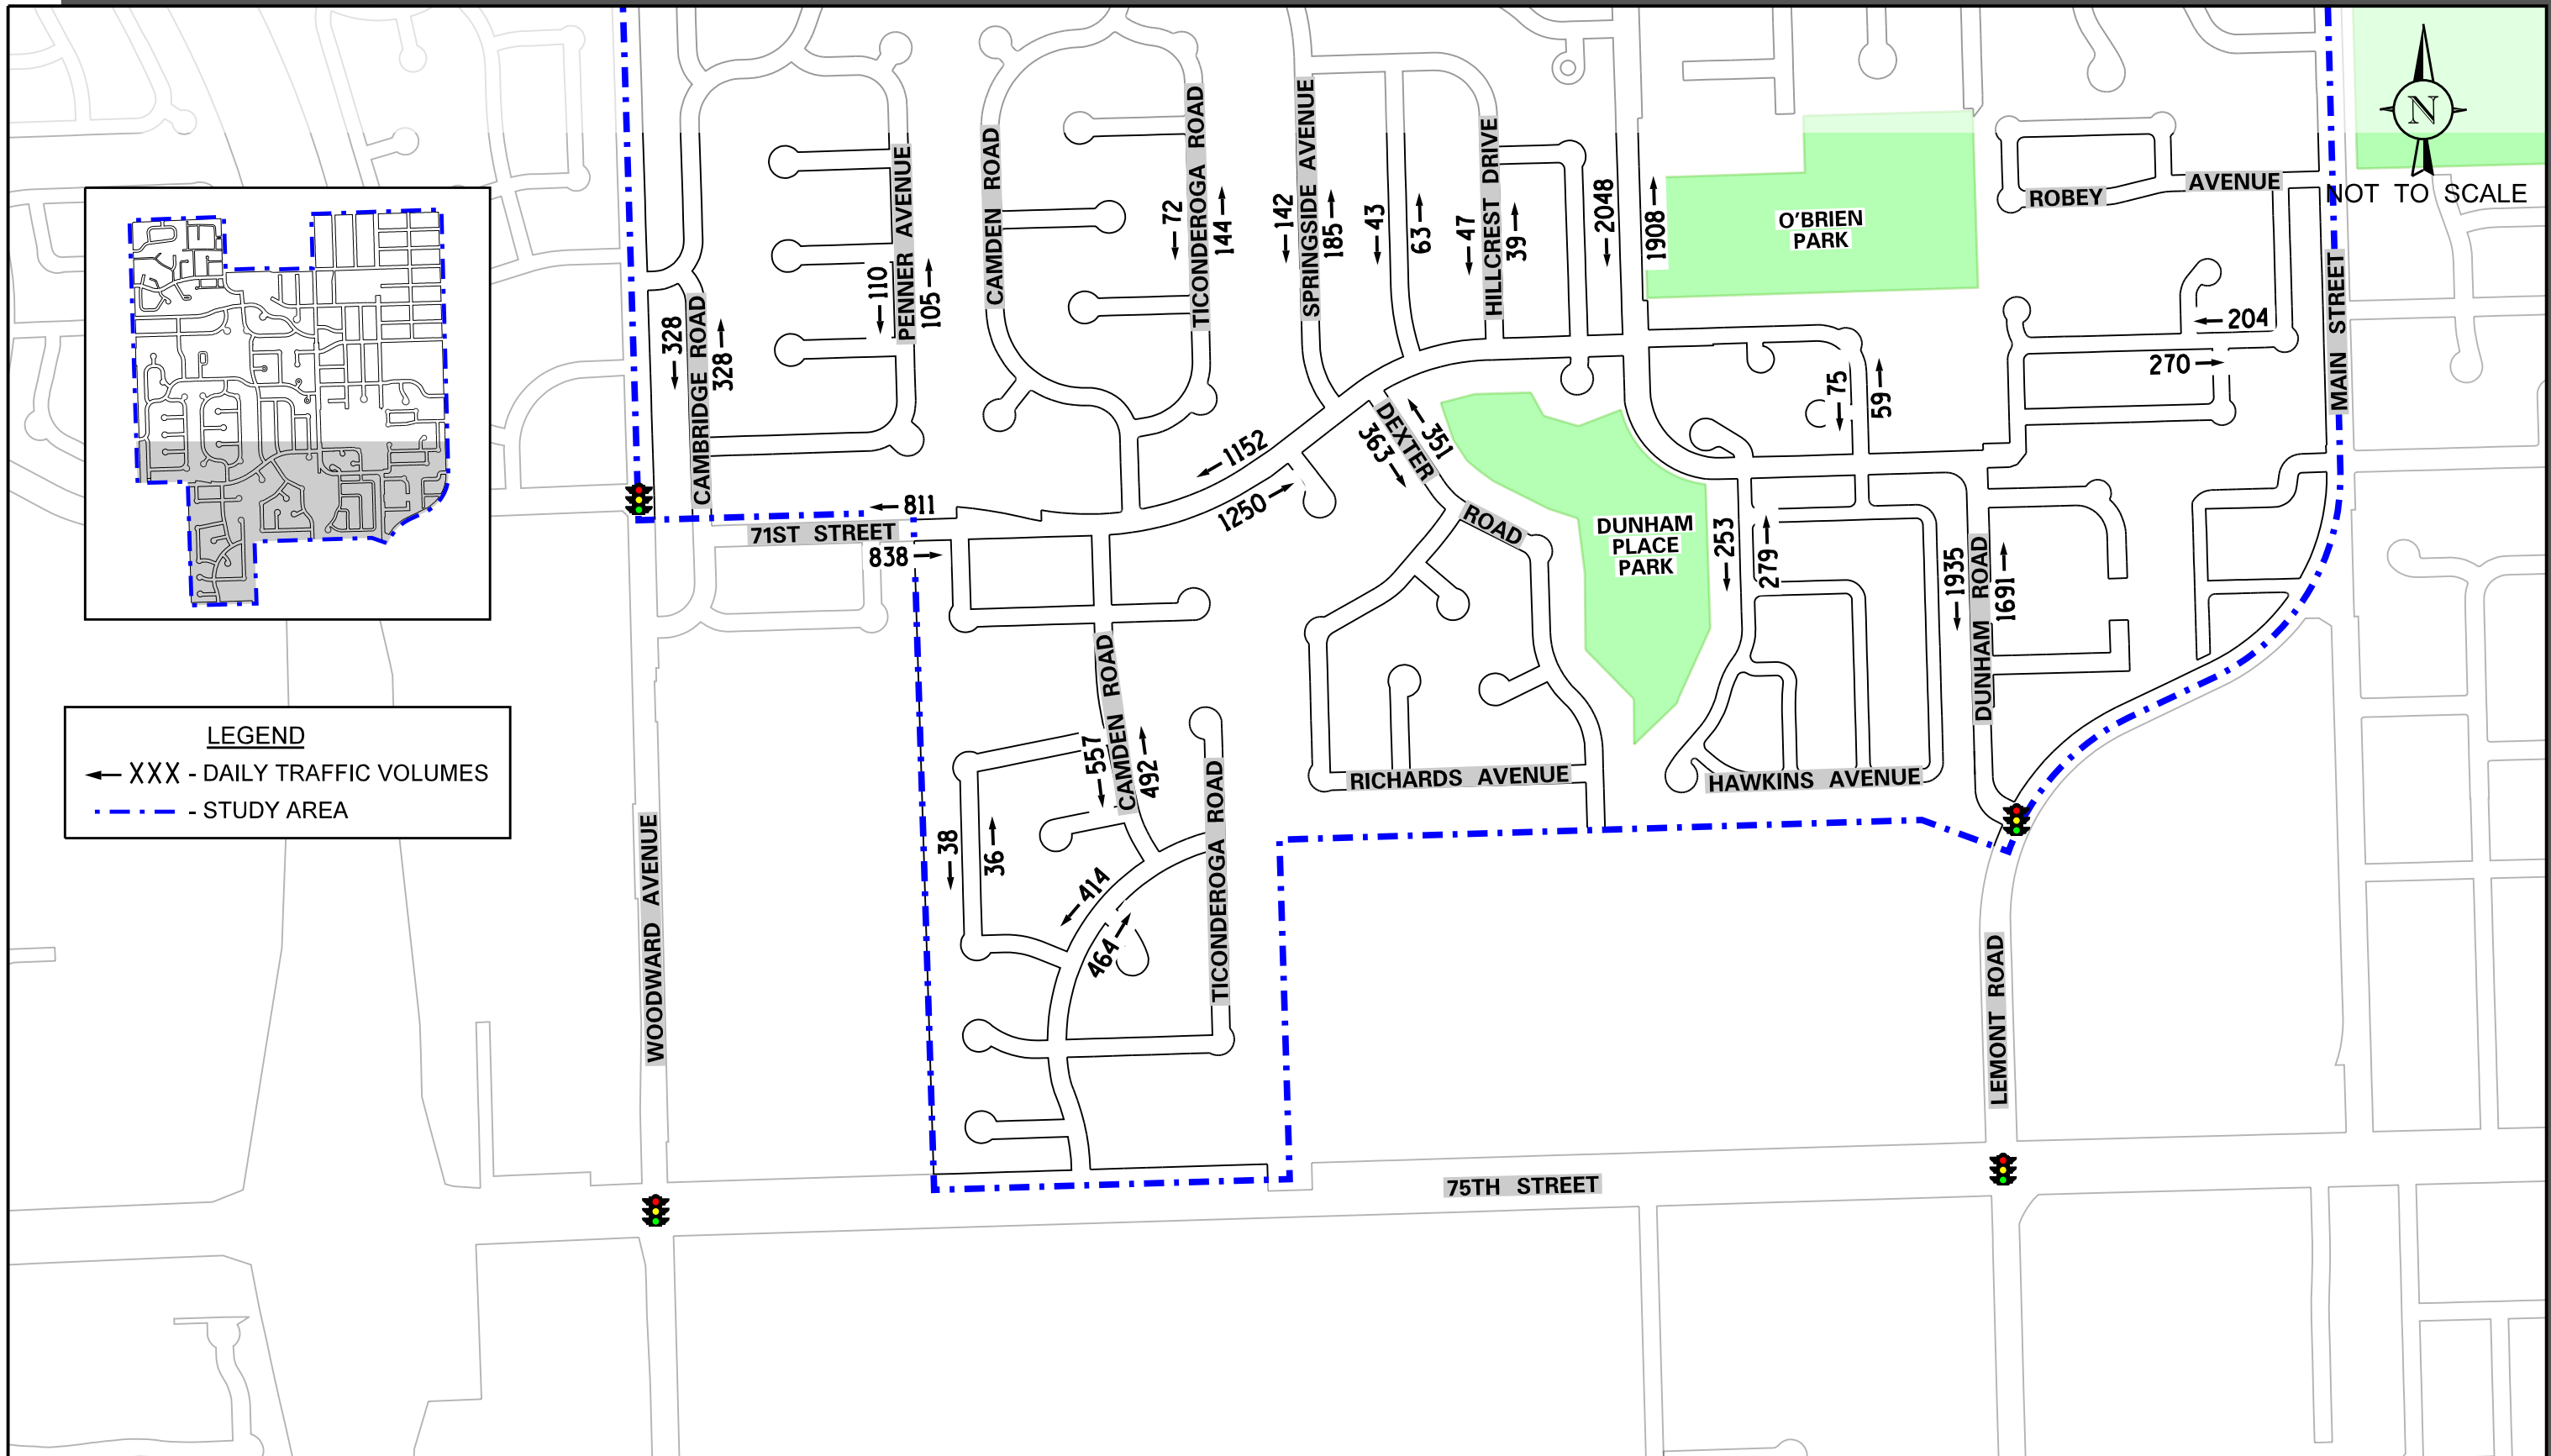 N
NOT TO SCALE
PENNER AVENUE
CAMDEN ROAD
TICONDEROGA ROAD
SPRINGSIDE AVENUE
HILLCREST DRIVE
O'BRIEN
PARK
ROBEY AVENUE
MAIN STREET
CAMBRIDGE ROAD
328
328
110
105
72
144
142
185
43
63
47
39
2048
1908
204
270
75
59
1152
1250
351
363
DEXTER ROAD
811
71ST STREET
838
DUNHAM
PLACE
PARK
253
279
1935
1691
DUNHAM ROAD
LEGEND
XXX - DAILY TRAFFIC VOLUMES
- STUDY AREA
CAMDEN ROAD
557
492
TICONDEROGA ROAD
RICHARDS AVENUE
HAWKINS AVENUE
WOODWARD AVENUE
38
36
414
464
LEMONT ROAD
75TH STREET